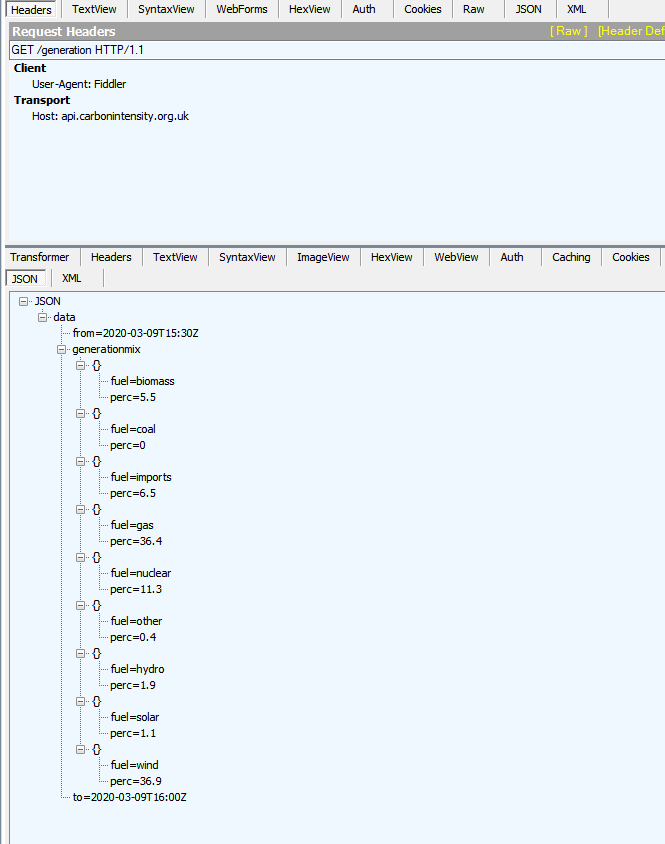 Headers TextView SyntaxView WebForms HexView Auth Cookies Raw JSON XML
Request Headers [ Raw ] [Header Def
GET /generation HTTP/1.1
Client
User-Agent: Fiddler
Transport
Host: api.carbonintensity.org.uk
Transformer Headers TextView SyntaxView ImageView HexView WebView Auth Caching Cookies
JSON XML
JSON
data
from=2020-03-09T15:30Z
generationmix
{}
fuel=biomass
perc=5.5
{}
fuel=coal
perc=0
{}
fuel=imports
perc=6.5
{}
fuel=gas
perc=36.4
{}
fuel=nuclear
perc=11.3
{}
fuel=other
perc=0.4
{}
fuel=hydro
perc=1.9
{}
fuel=solar
perc=1.1
{}
fuel=wind
perc=36.9
to=2020-03-09T16:00Z